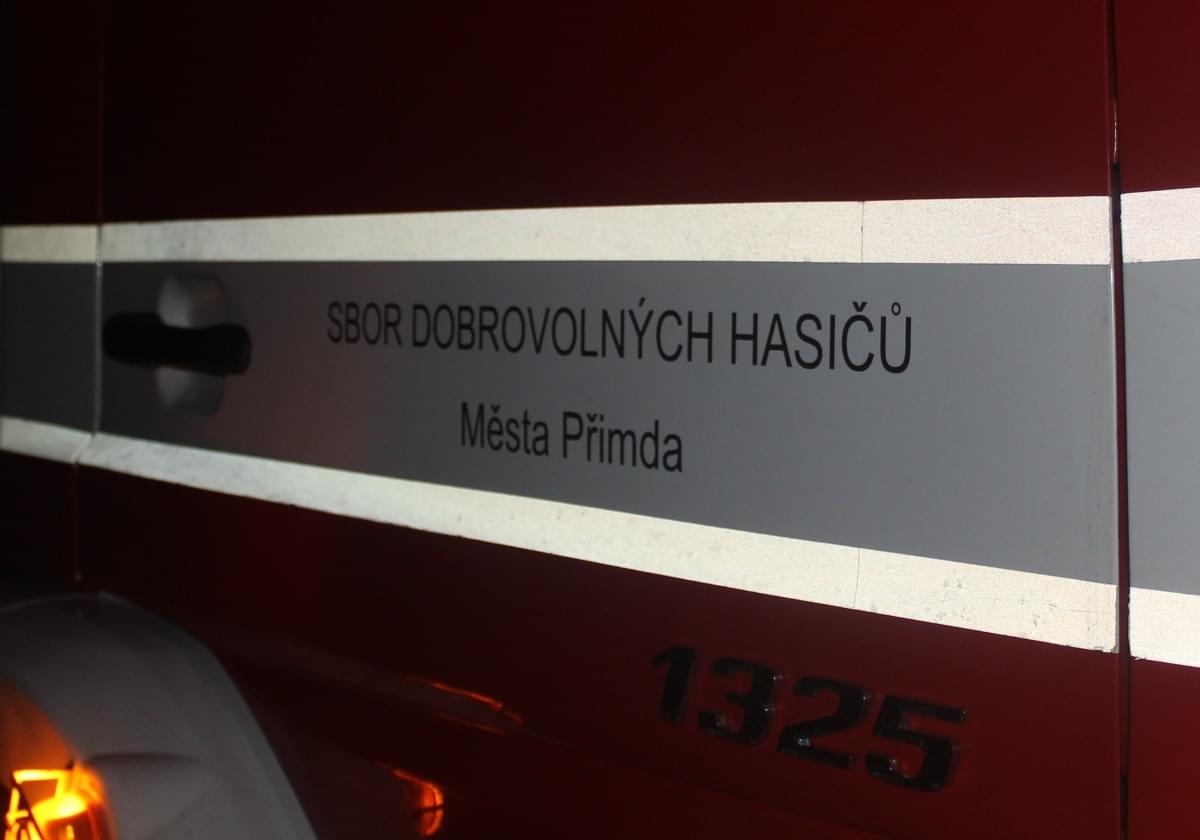 SBOR DOBROVOLNÝCH HASIČŮ
Města Přimda
1325